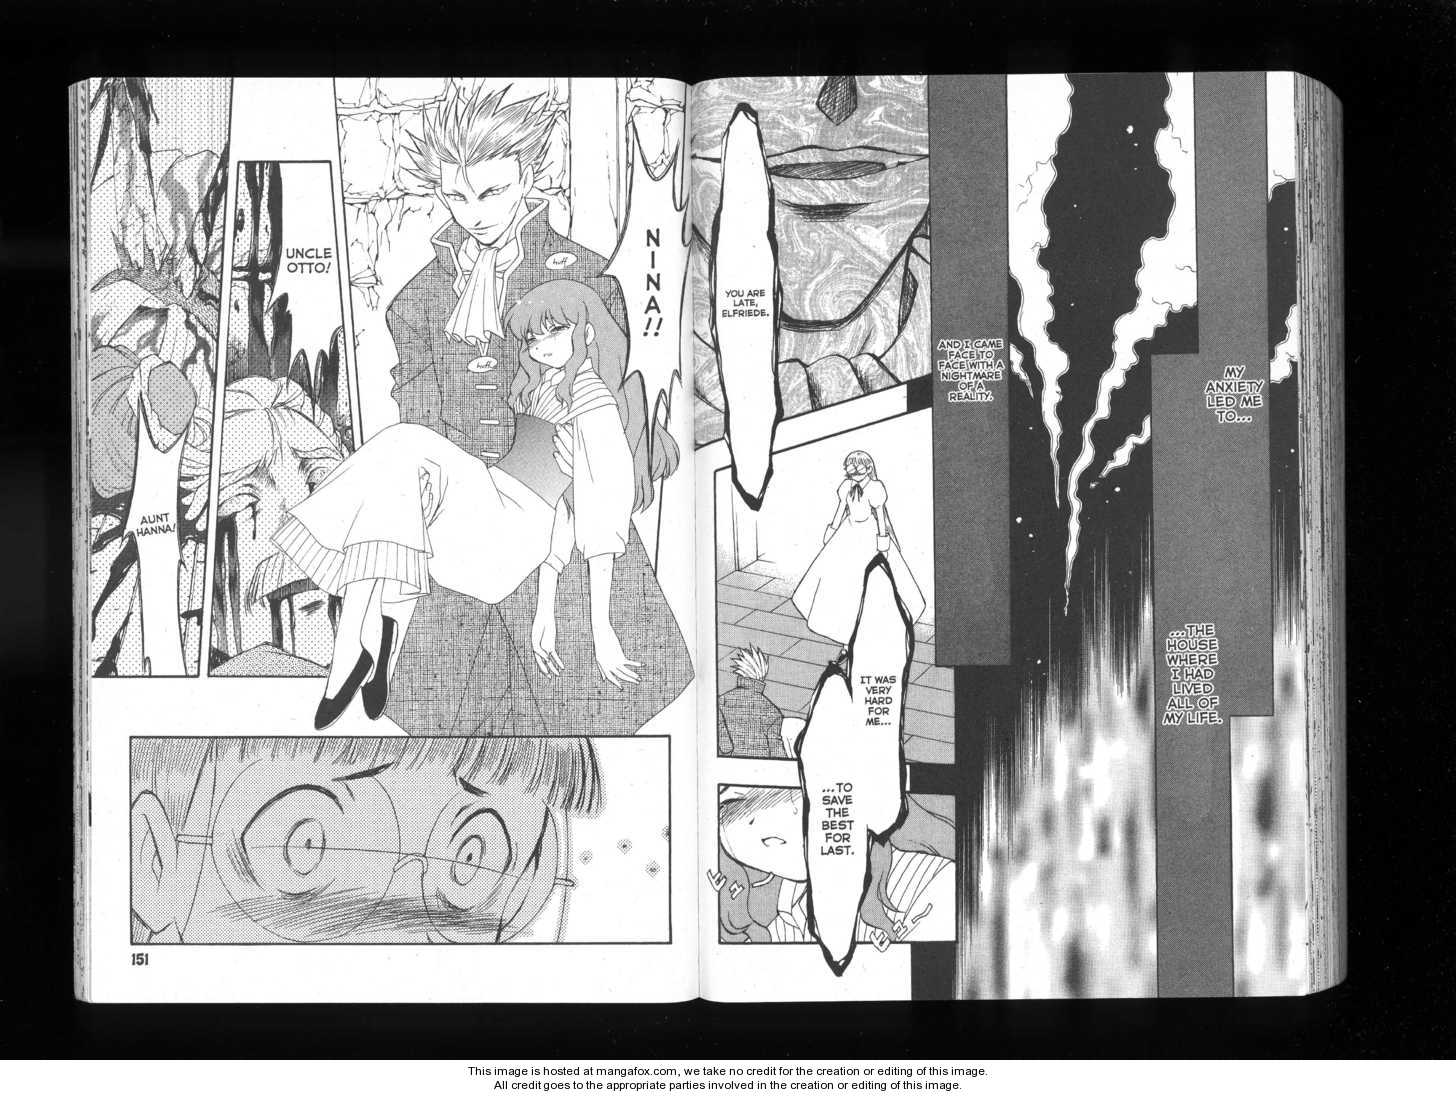 MY
ANXIETY
LED ME
TO...
...THE
HOUSE
WHERE
I HAD
LIVED
ALL OF
MY LIFE.
AND I CAME
FACE TO
FACE WITH A
NIGHTMARE
OF A
REALITY.
YOU ARE
LATE,
ELFRIEDE.
IT WAS
VERY
HARD
FOR
ME...
...TO
SAVE
THE
BEST
FOR
LAST.
NINA!!
huff
huff
UNCLE
OTTO!
AUNT
HANNA!
151
This image is hosted at mangafox.com, we take no credit for the creation or editing of this image.
All credit goes to the appropriate parties involved in the creation or editing of this image.